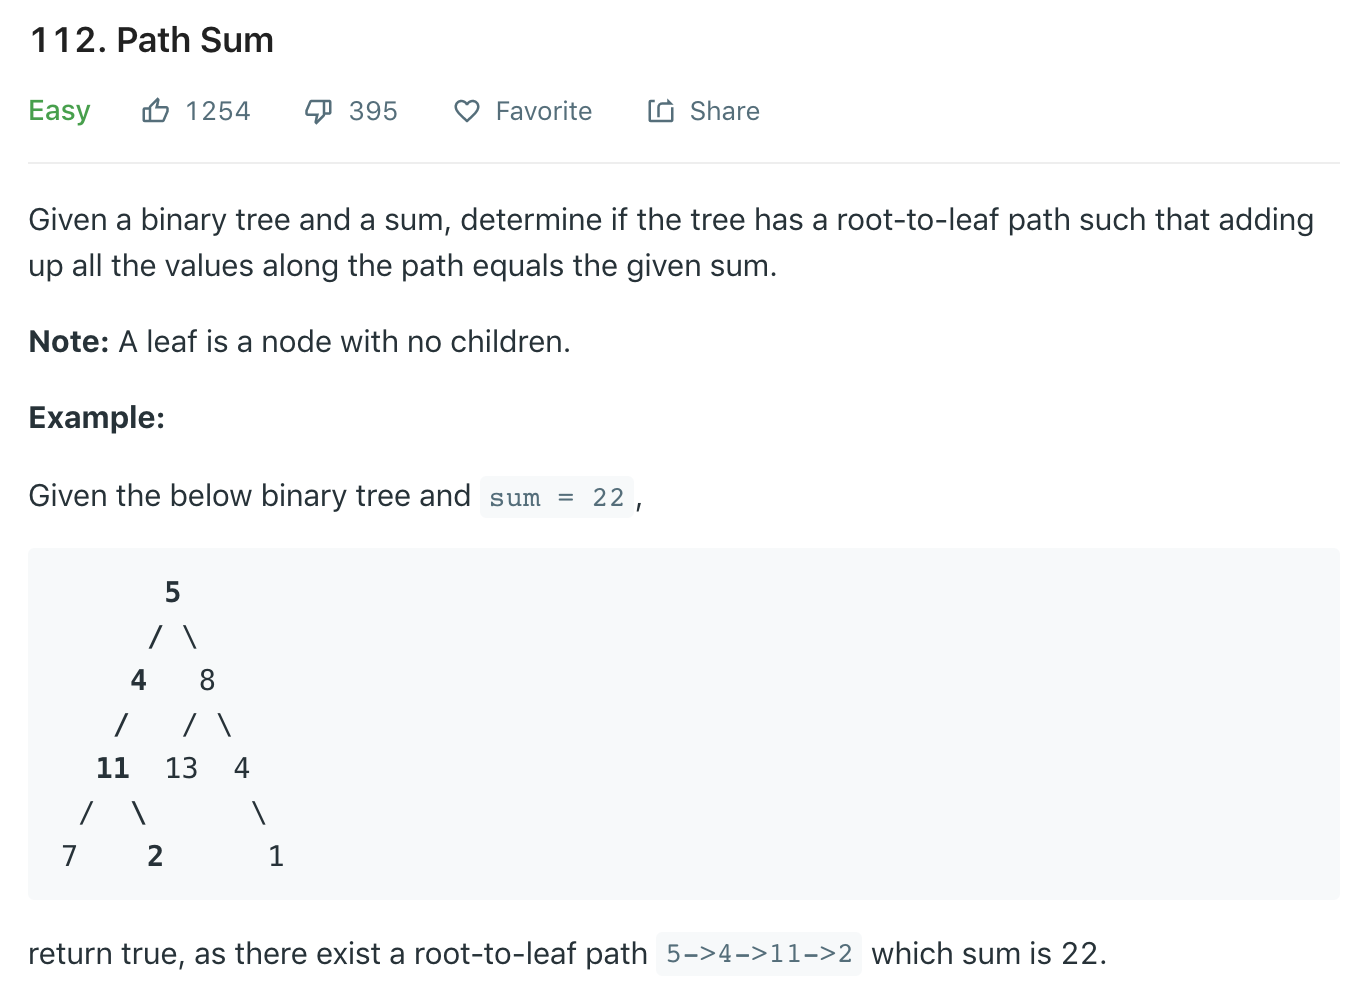 112. Path Sum
Easy 1254 395 Favorite Share
Given a binary tree and a sum, determine if the tree has a root-to-leaf path such that adding
up all the values along the path equals the given sum.
Note: A leaf is a node with no children.
Example:
Given the below binary tree and sum = 22,
      5
     / \
    4   8
   /   / \
  11  13  4
 /  \      \
7    2      1
return true, as there exist a root-to-leaf path 5->4->11->2 which sum is 22.